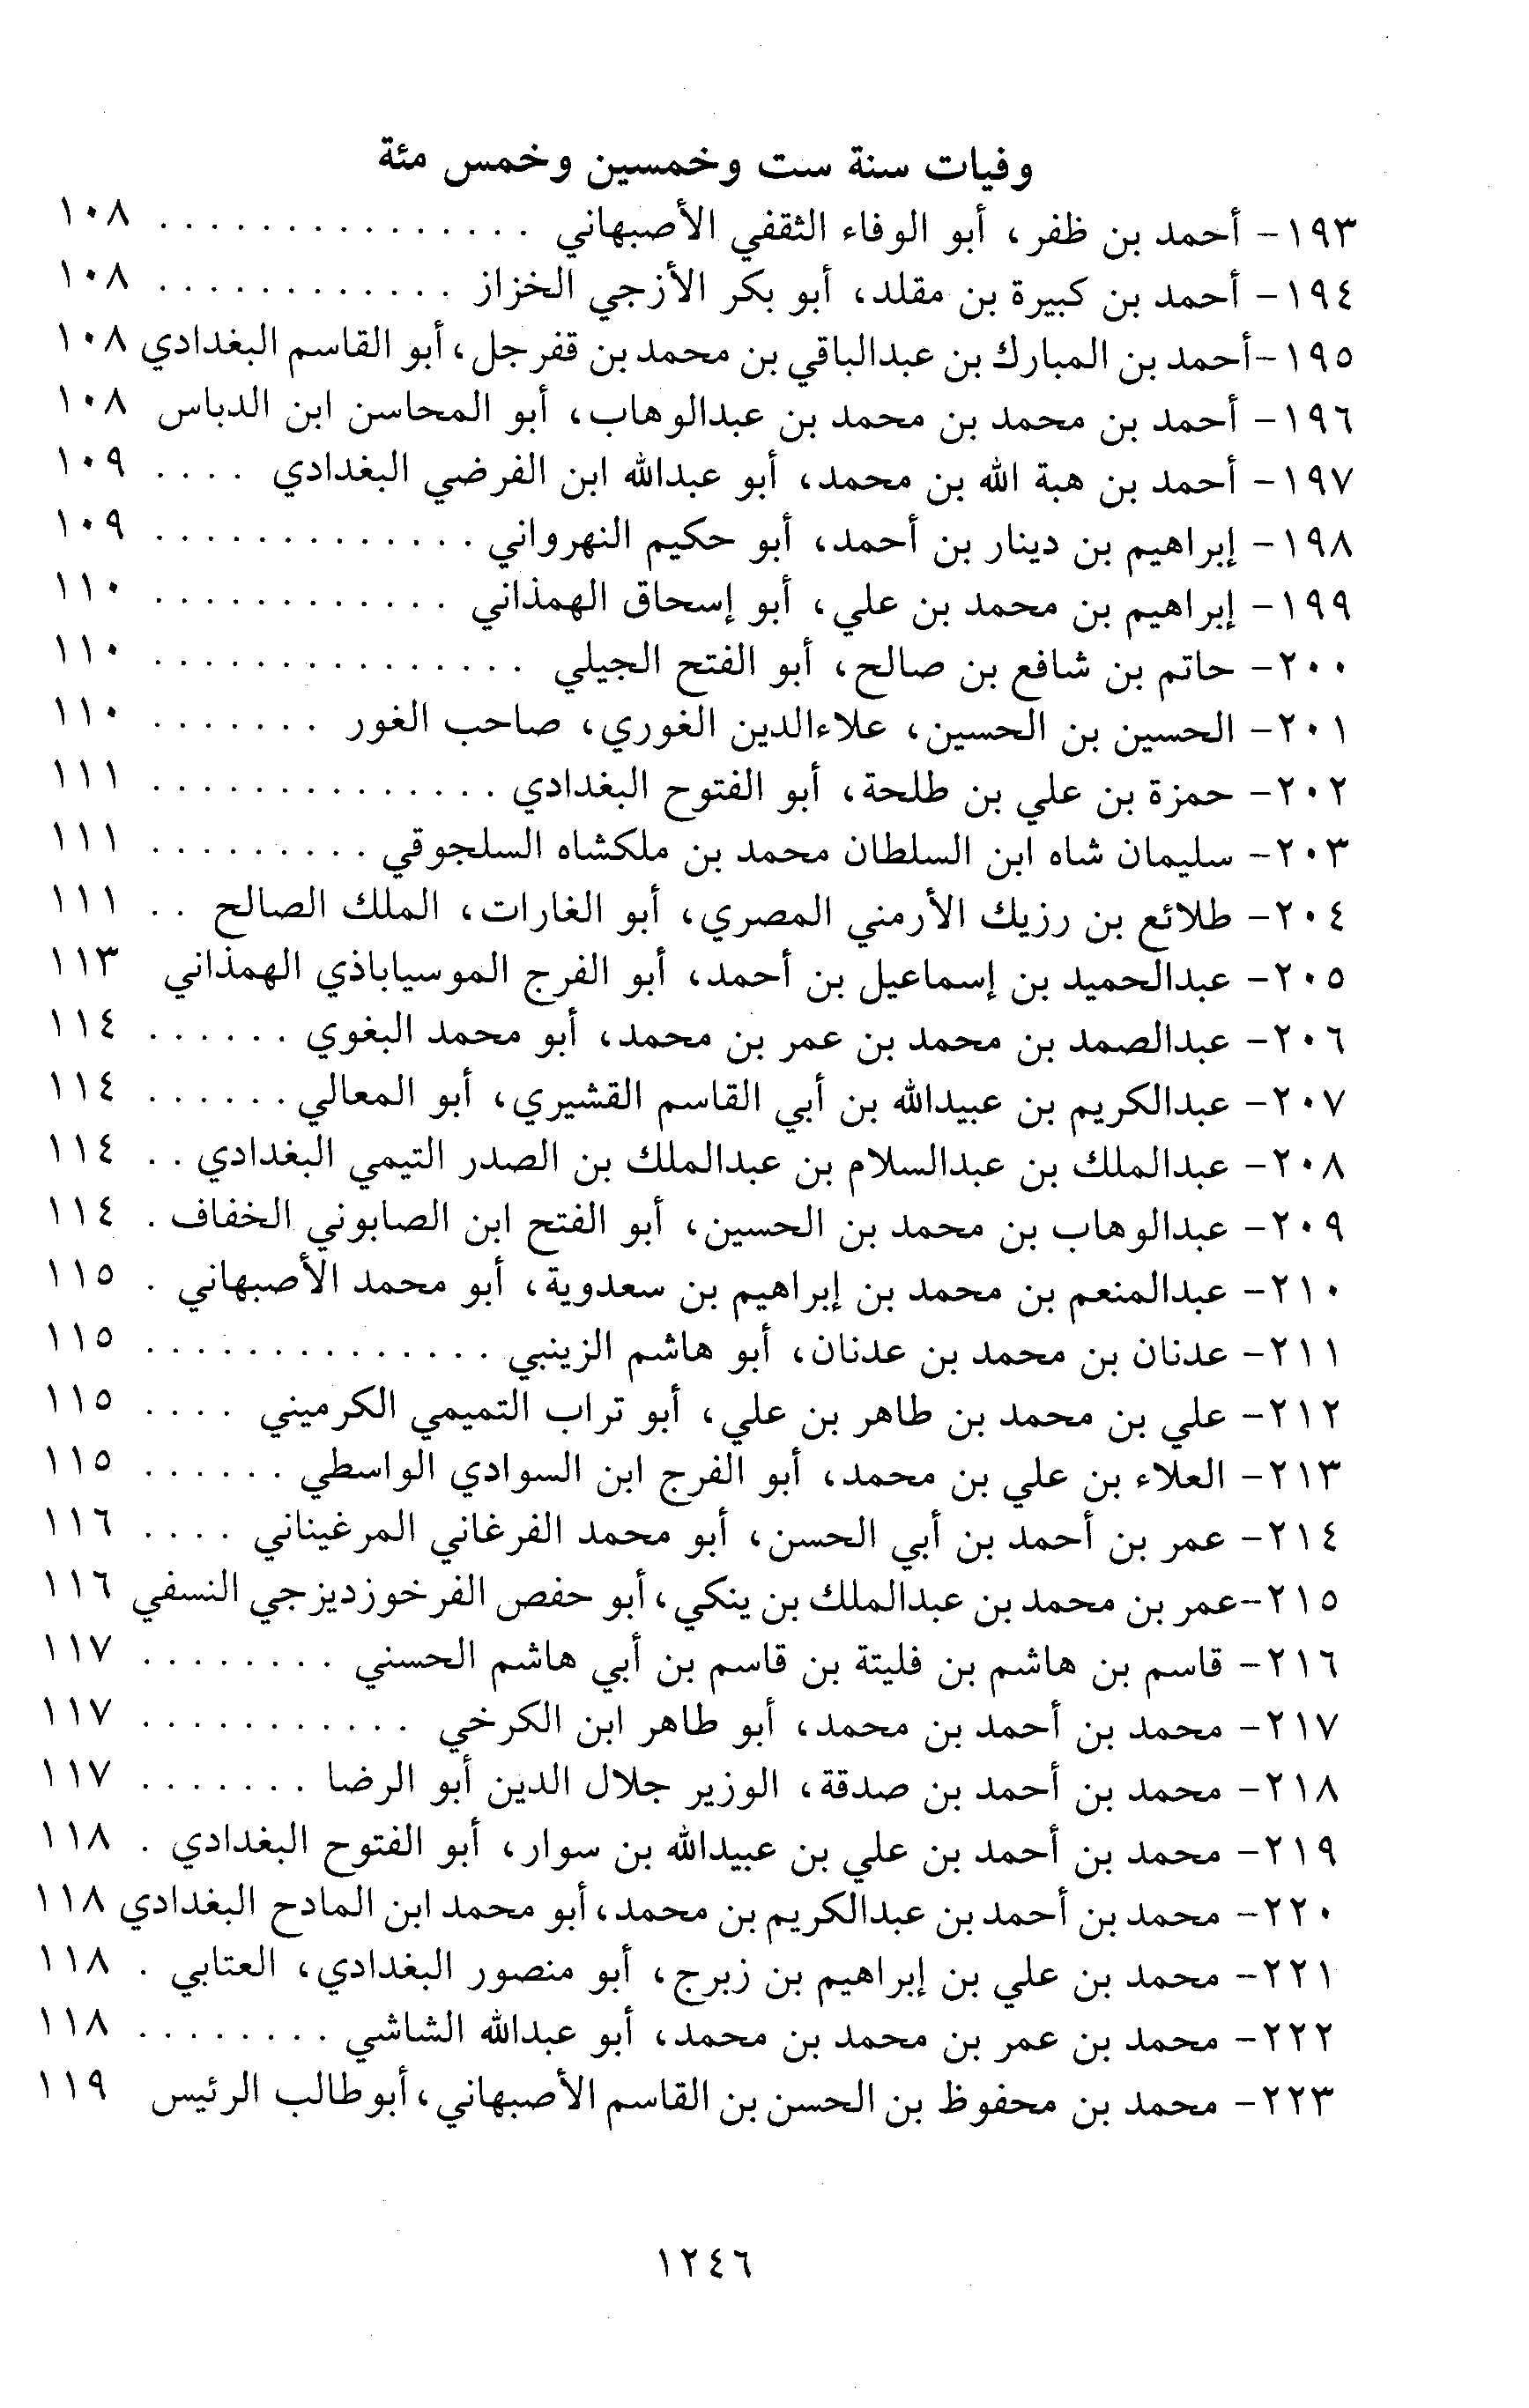 وفيات سنة ست وخمسين وخمس مئة
١٩٣- أحمد بن ظفر، أبو الوفاء الثقفي الأصبهاني . . . . . . . . . . . . . . . ١٠٨
١٩٤- أحمد بن كبيرة بن مقلد، أبو بكر الأزجي الخزاز . . . . . . . . . . . . ١٠٨
١٩٥-أحمد بن المبارك بن عبدالباقي بن محمد بن قفرجل، أبو القاسم البغدادي ١٠٨
١٩٦- أحمد بن محمد بن محمد بن عبدالوهاب، أبو المحاسن ابن الدباس ١٠٨
١٩٧- أحمد بن هبة الله بن محمد، أبو عبدالله ابن الفرضي البغدادي . . . . ١٠٩
١٩٨- إبراهيم بن دينار بن أحمد، أبو حكيم النهرواني . . . . . . . . . . . . . ١٠٩
١٩٩- إبراهيم بن محمد بن علي، أبو إسحاق الهمذاني . . . . . . . . . . . . ١١٠
٢٠٠- حاتم بن شافع بن صالح، أبو الفتح الجيلي . . . . . . . . . . . . . . . ١١٠
٢٠١- الحسين بن الحسين، علاءالدين الغوري، صاحب الغور . . . . . . . ١١٠
٢٠٢- حمزة بن علي بن طلحة، أبو الفتوح البغدادي . . . . . . . . . . . . . . ١١١
٢٠٣- سليمان شاه ابن السلطان محمد بن ملكشاه السلجوقي . . . . . . . . . ١١١
٢٠٤- طلائع بن رزيك الأرمني المصري، أبو الغارات، الملك الصالح . . ١١١
٢٠٥- عبدالحميد بن إسماعيل بن أحمد، أبو الفرج الموسياباذي الهمذاني ١١٣
٢٠٦- عبدالصمد بن محمد بن عمر بن محمد، أبو محمد البغوي . . . . . . ١١٤
٢٠٧- عبدالكريم بن عبيدالله بن أبي القاسم القشيري، أبو المعالي . . . . . . ١١٤
٢٠٨- عبدالملك بن عبدالسلام بن عبدالملك بن الصدر التيمي البغدادي . . ١١٤
٢٠٩- عبدالوهاب بن محمد بن الحسين، أبو الفتح ابن الصابوني الخفاف . ١١٤
٢١٠- عبدالمنعم بن محمد بن إبراهيم بن سعدوية، أبو محمد الأصبهاني . ١١٥
٢١١- عدنان بن محمد بن عدنان، أبو هاشم الزينبي . . . . . . . . . . . . . . ١١٥
٢١٢- علي بن محمد بن طاهر بن علي، أبو تراب التميمي الكرميني . . . . ١١٥
٢١٣- العلاء بن علي بن محمد، أبو الفرج ابن السوادي الواسطي . . . . . . ١١٥
٢١٤- عمر بن أحمد بن أبي الحسن، أبو محمد الفرغاني المرغيناني . . . . ١١٦
٢١٥-عمر بن محمد بن عبدالملك بن ينكي، أبو حفص الفرخوزديزجي النسفي ١١٦
٢١٦- قاسم بن هاشم بن فليتة بن قاسم بن أبي هاشم الحسني . . . . . . . . ١١٧
٢١٧- محمد بن أحمد بن محمد، أبو طاهر ابن الكرخي . . . . . . . . . . . ١١٧
٢١٨- محمد بن أحمد بن صدقة، الوزير جلال الدين أبو الرضا . . . . . . . ١١٧
٢١٩- محمد بن أحمد بن علي بن عبيدالله بن سوار، أبو الفتوح البغدادي . ١١٨
٢٢٠- محمد بن أحمد بن عبدالكريم بن محمد، أبو محمد ابن المادح البغدادي ١١٨
٢٢١- محمد بن علي بن إبراهيم بن زبرج، أبو منصور البغدادي، العتابي . ١١٨
٢٢٢- محمد بن عمر بن محمد بن محمد، أبو عبدالله الشاشي . . . . . . . . ١١٨
٢٢٣- محمد بن محفوظ بن الحسن بن القاسم الأصبهاني، أبوطالب الرئيس ١١٩
١٢٤٦